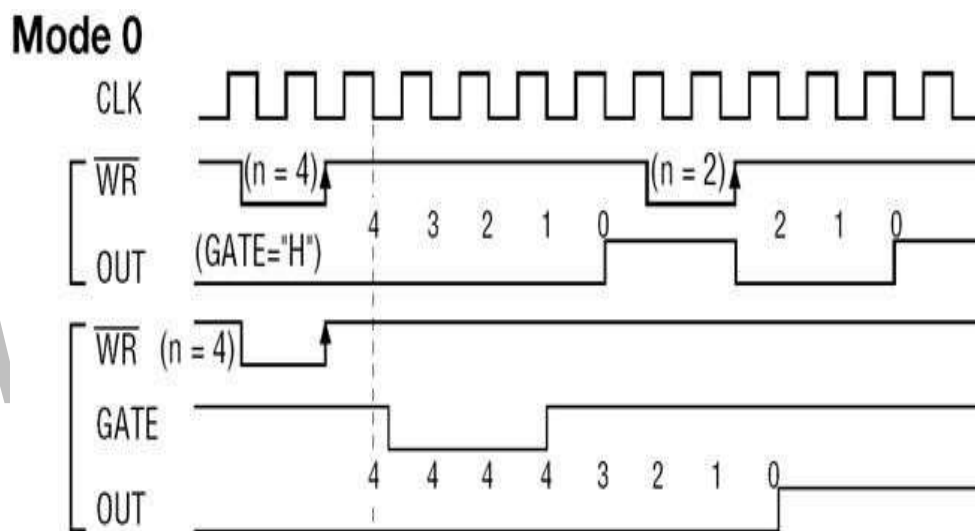 Mode 0
CLK
WR (n = 4) (n = 2)
4 3 2 1 0 2 1 0
OUT (GATE="H")
WR (n = 4)
GATE
4 4 4 4 3 2 1 0
OUT